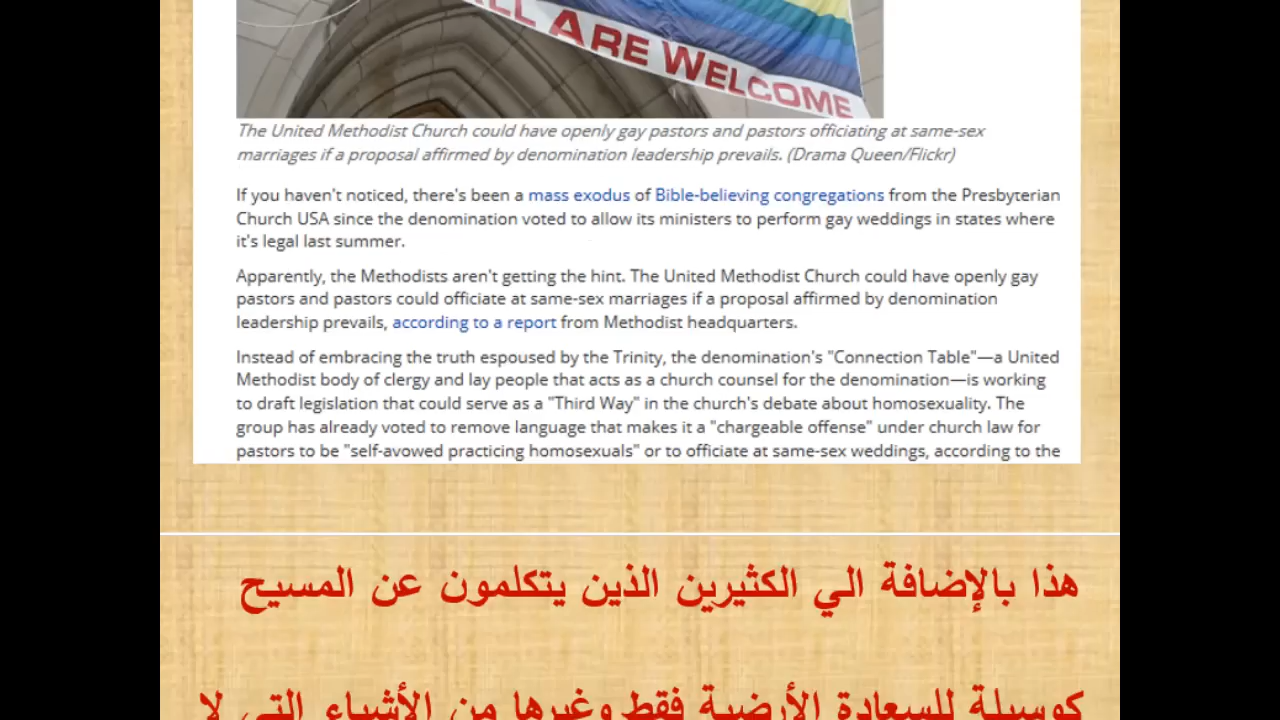 ALL ARE WELCOME
The United Methodist Church could have openly gay pastors and pastors officiating at same-sex
marriages if a proposal affirmed by denomination leadership prevails. (Drama Queen/Flickr)
If you haven't noticed, there's been a mass exodus of Bible-believing congregations from the Presbyterian
Church USA since the denomination voted to allow its ministers to perform gay weddings in states where
it's legal last summer.
Apparently, the Methodists aren't getting the hint. The United Methodist Church could have openly gay
pastors and pastors could officiate at same-sex marriages if a proposal affirmed by denomination
leadership prevails, according to a report from Methodist headquarters.
Instead of embracing the truth espoused by the Trinity, the denomination's "Connection Table"—a United
Methodist body of clergy and lay people that acts as a church counsel for the denomination—is working
to draft legislation that could serve as a "Third Way" in the church's debate about homosexuality. The
group has already voted to remove language that makes it a "chargeable offense" under church law for
pastors to be "self-avowed practicing homosexuals" or to officiate at same-sex weddings, according to the
هذا بالإضافة الي الكثيرين الذين يتكلمون عن المسيح
كوسيلة للسعادة الأرضية فقط وغيرها من الأشياء التي لا